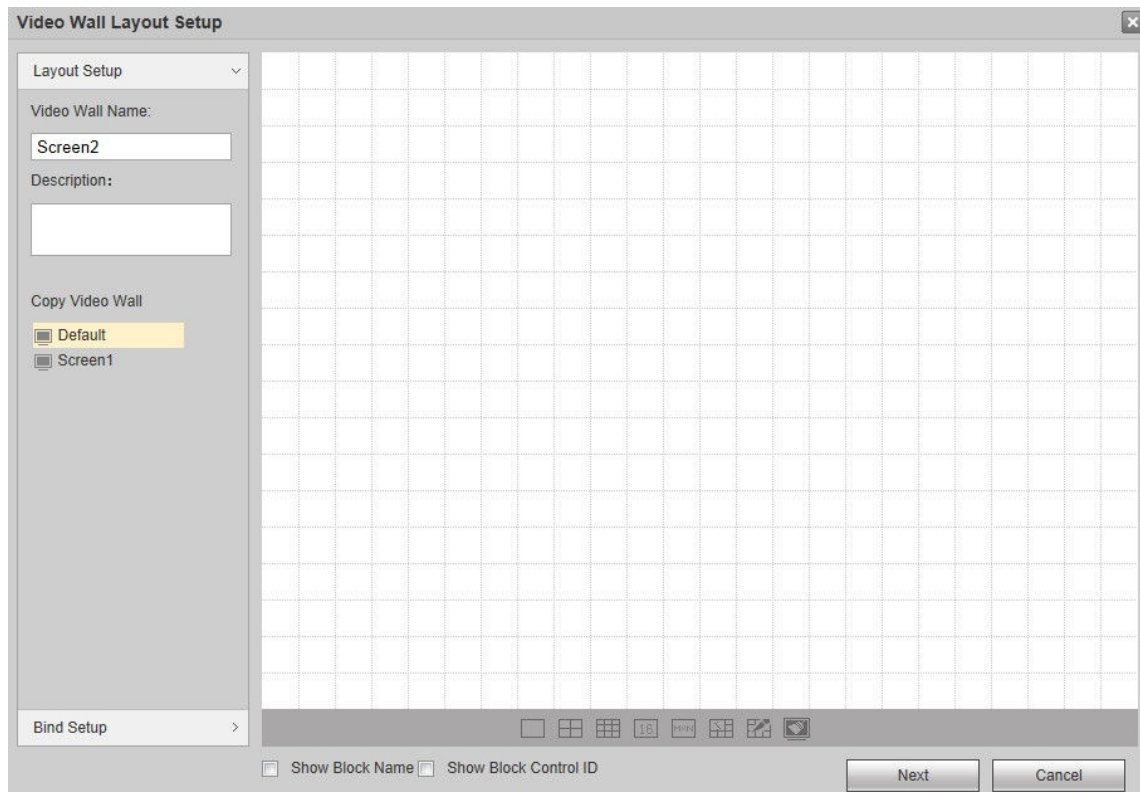 Video Wall Layout Setup
Layout Setup
Video Wall Name:
Screen2
Description:
Copy Video Wall
Default
Screen1
Bind Setup
16
M×N
Show Block Name
Show Block Control ID
Next
Cancel